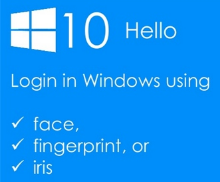 10 Hello
Login in Windows using
✓ face,
✓ fingerprint, or
✓ iris